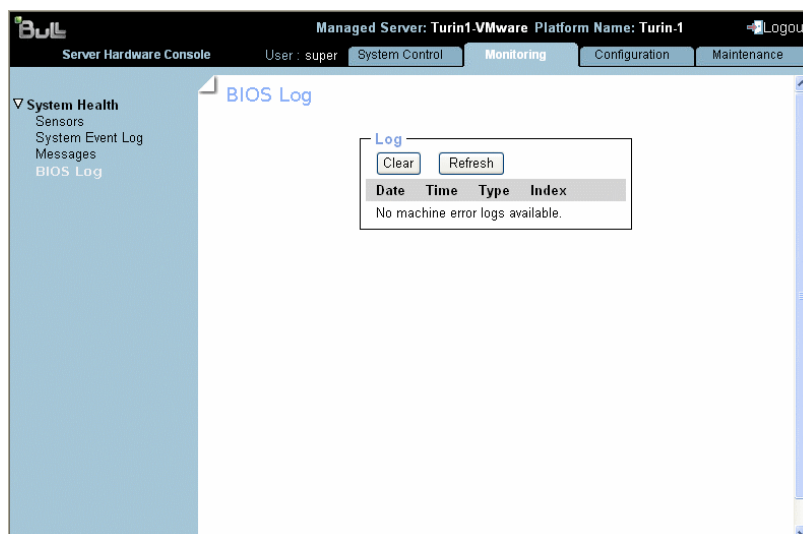 Bull
Managed Server: Turin1-VMware Platform Name: Turin-1
Logou
Server Hardware Console
User : super
System Control
Monitoring
Configuration
Maintenance
System Health
Sensors
System Event Log
Messages
BIOS Log
BIOS Log
Log
Clear
Refresh
Date Time Type Index
No machine error logs available.